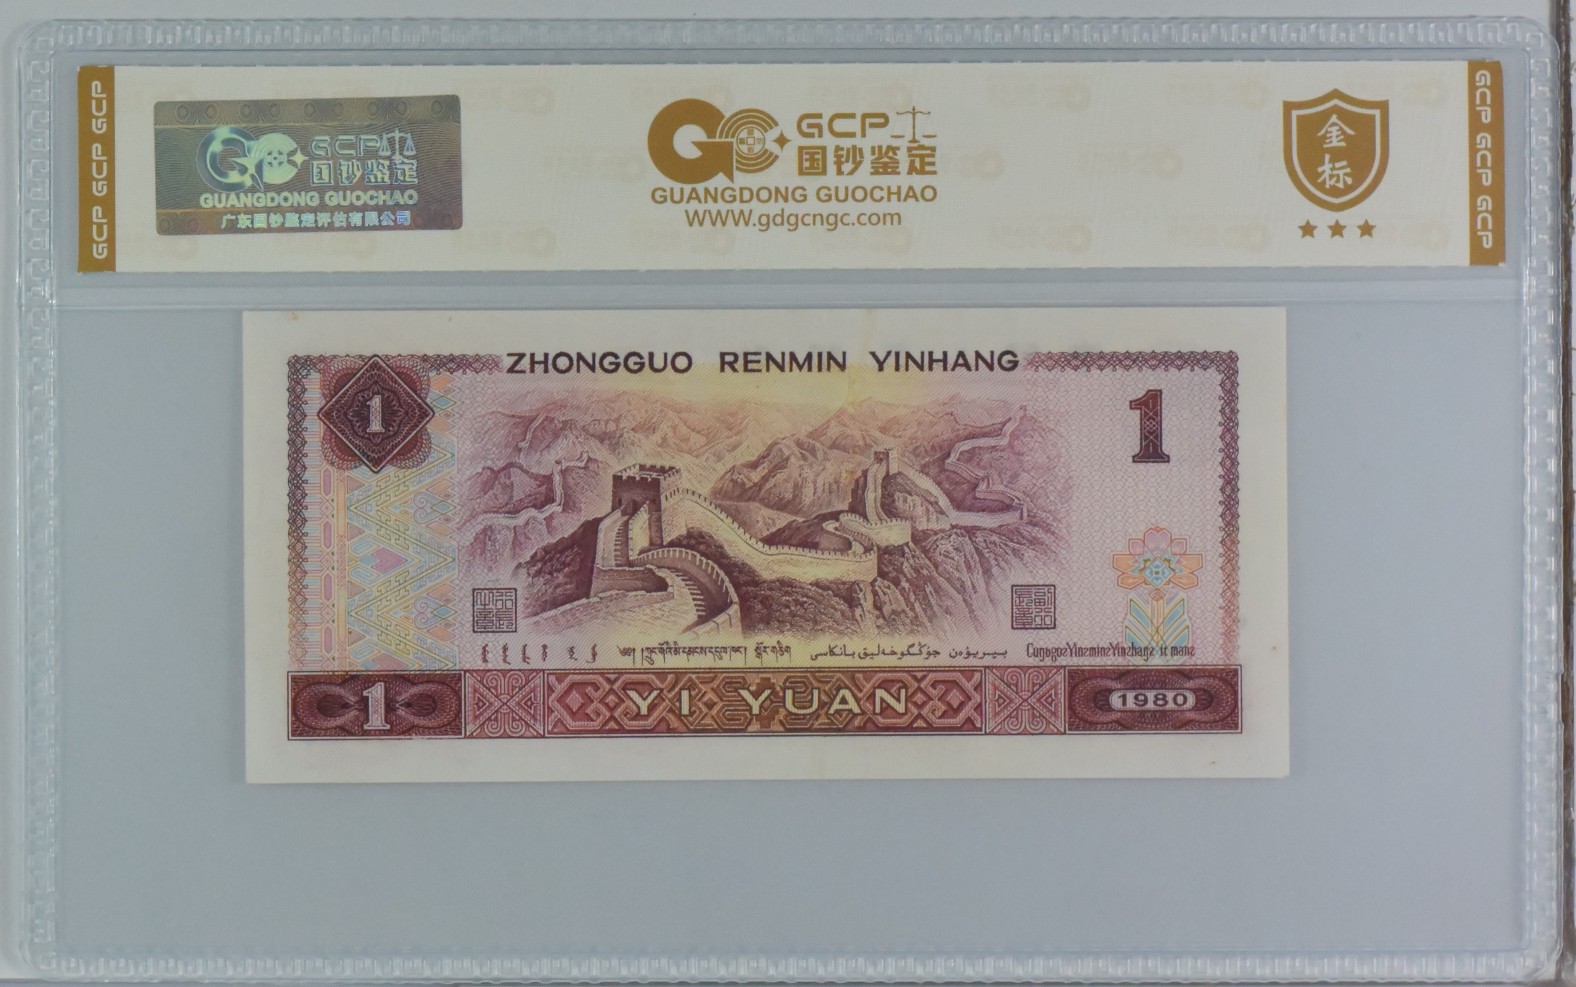 GCP GCP GCP
GCP
国钞鉴定
GUANGDONG GUOCHAO
广东国钞鉴定评估有限公司
GCP
国钞鉴定
GUANGDONG GUOCHAO
WWW.gdgcngc.com
金
标
GCP GCP GCP
ZHONGGUO RENMIN YINHANG
1
1
1
YI YUAN
1980